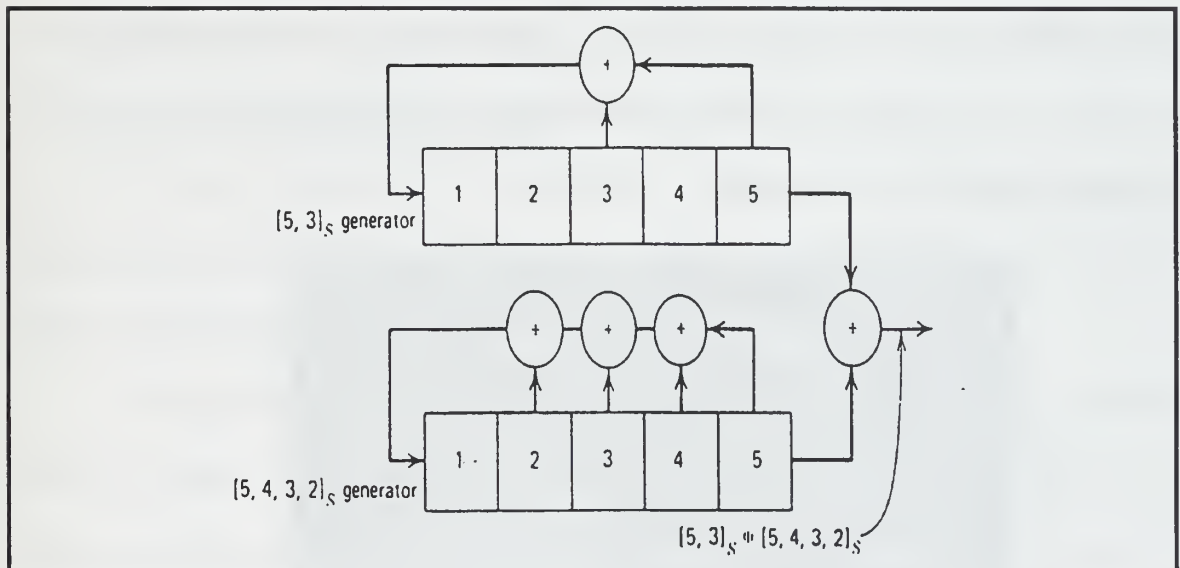 +
1 2 3 4 5
[5, 3]S generator
+ + + +
1 2 3 4 5
[5, 4, 3, 2]S generator
[5, 3]S ⊕ [5, 4, 3, 2]S